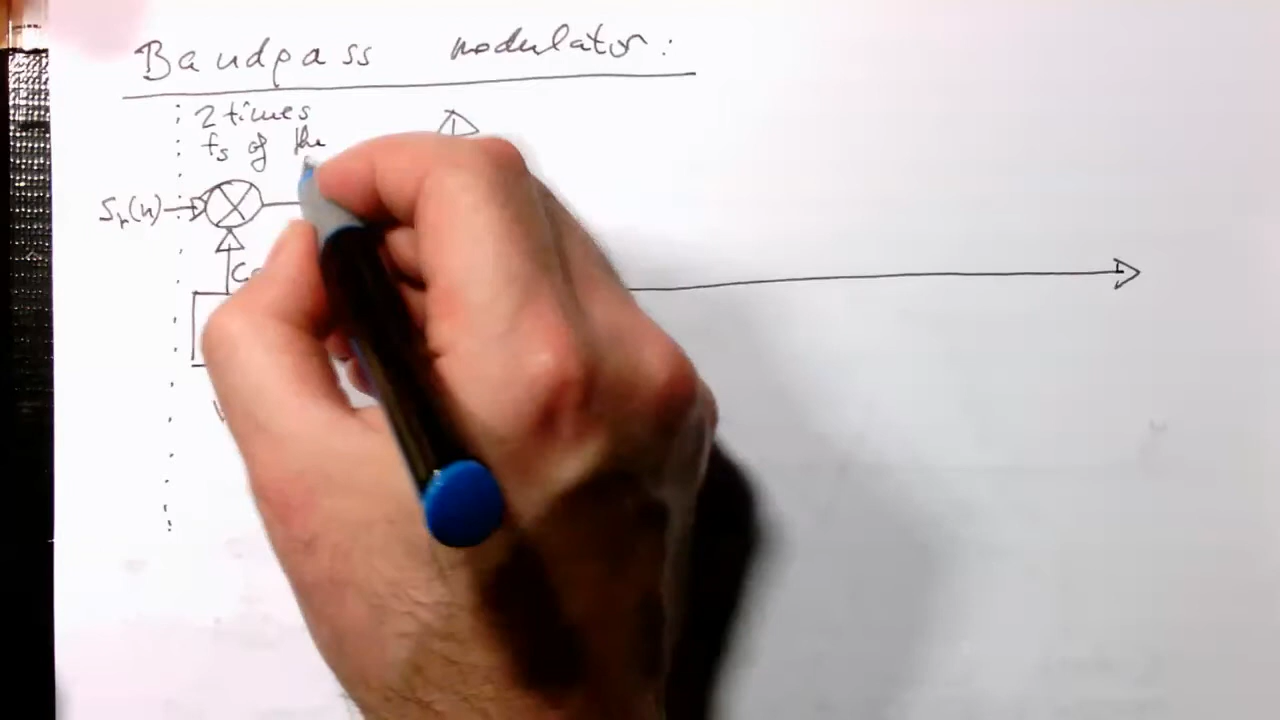 Bandpass modulator:
2 times
fs of the
Sr(n)